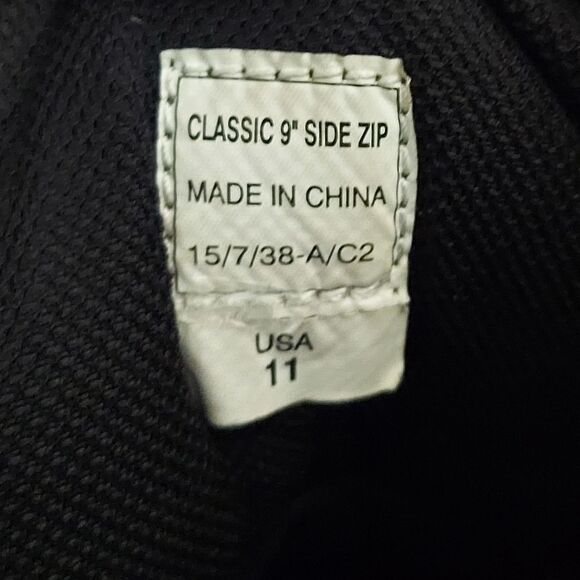 CLASSIC 9" SIDE ZIP
MADE IN CHINA
15/7/38-A/C2
USA
11